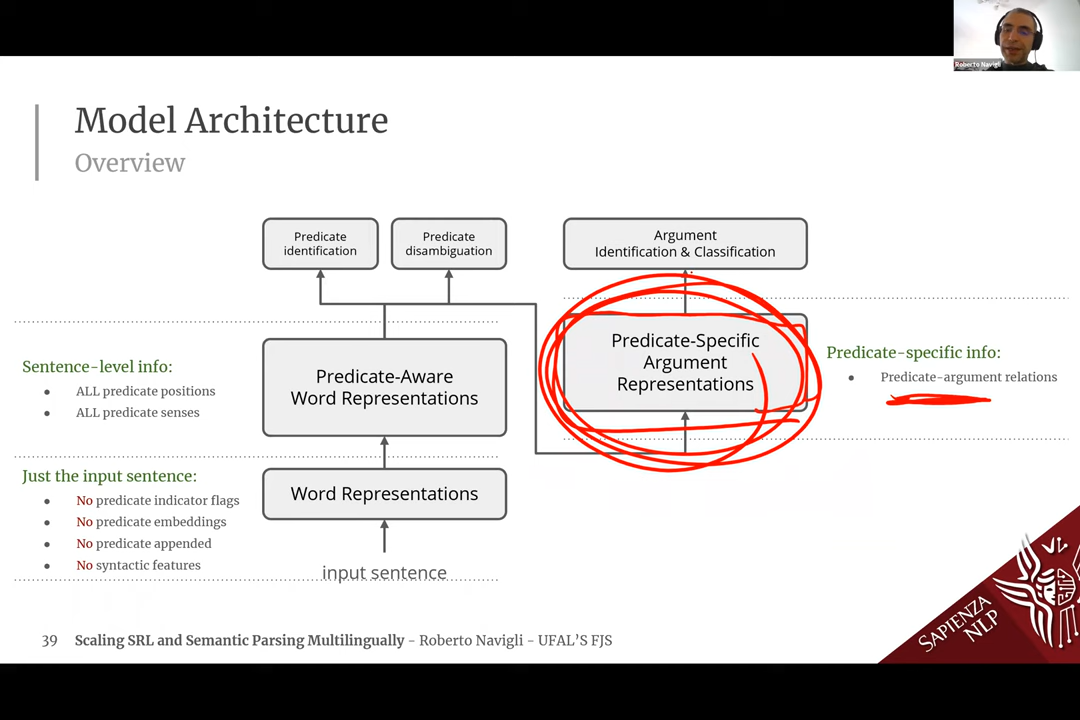 Roberto Navigli
Model Architecture
Overview
Predicate
identification
Predicate
disambiguation
Argument
Identification & Classification
Sentence-level info:
ALL predicate positions
ALL predicate senses
Predicate-Aware
Word Representations
Predicate-Specific
Argument
Representations
Predicate-specific info:
Predicate-argument relations
Just the input sentence:
No predicate indicator flags
No predicate embeddings
No predicate appended
No syntactic features
Word Representations
input sentence
39 Scaling SRL and Semantic Parsing Multilingually - Roberto Navigli - UFAL'S FJS
SAPIENZA
NLP